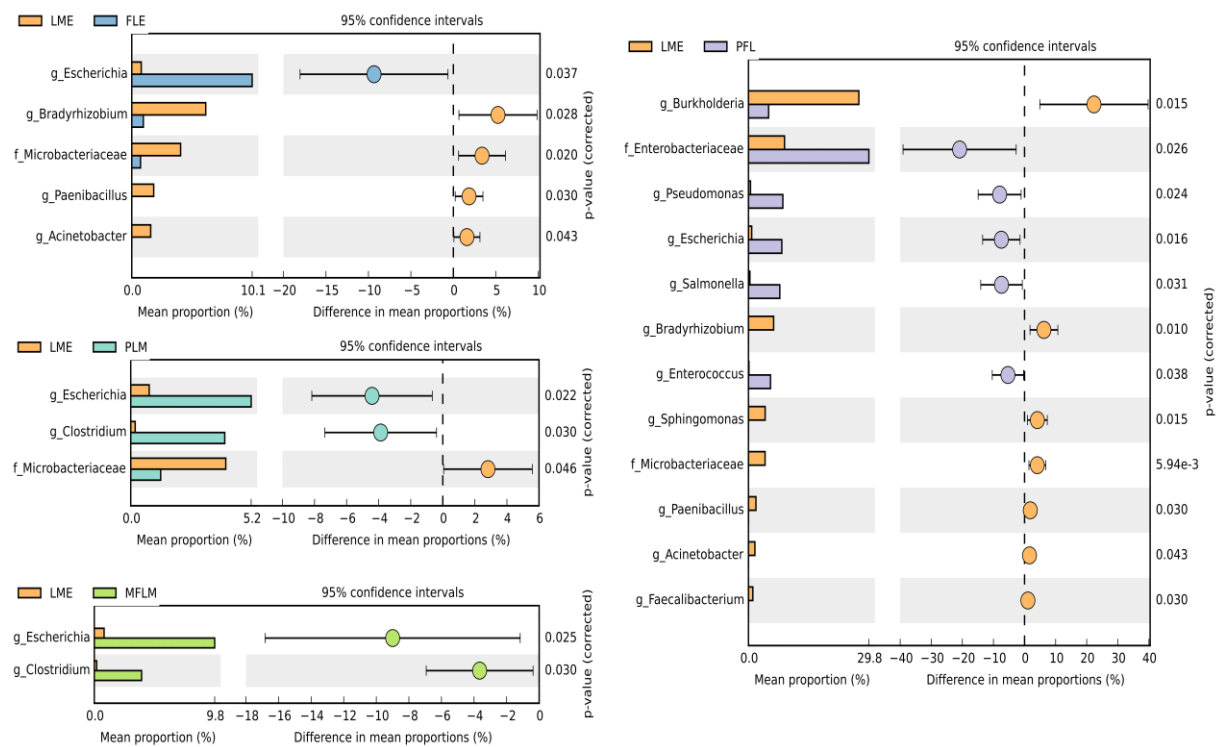 LME FLE 95% confidence intervals
g_Escherichia 0.037
g_Bradyrhizobium 0.028
f_Microbacteriaceae 0.020
g_Paenibacillus 0.030
g_Acinetobacter 0.043
p-value (corrected)
0.0 10.1 −20 −15 −10 −5 0 5 10
Mean proportion (%) Difference in mean proportions (%)
LME PLM 95% confidence intervals
g_Escherichia 0.022
g_Clostridium 0.030
f_Microbacteriaceae 0.046
p-value (corrected)
0.0 5.2 −10 −8 −6 −4 −2 0 2 4 6
Mean proportion (%) Difference in mean proportions (%)
LME MFLM 95% confidence intervals
g_Escherichia 0.025
g_Clostridium 0.030
p-value (corrected)
0.0 9.8 −18 −16 −14 −12 −10 −8 −6 −4 −2 0
Mean proportion (%) Difference in mean proportions (%)
LME PFL 95% confidence intervals
g_Burkholderia 0.015
f_Enterobacteriaceae 0.026
g_Pseudomonas 0.024
g_Escherichia 0.016
g_Salmonella 0.031
g_Bradyrhizobium 0.010
g_Enterococcus 0.038
g_Sphingomonas 0.015
f_Microbacteriaceae 5.94e-3
g_Paenibacillus 0.030
g_Acinetobacter 0.043
g_Faecalibacterium 0.030
p-value (corrected)
0.0 29.8 −40 −30 −20 −10 0 10 20 30 40
Mean proportion (%) Difference in mean proportions (%)